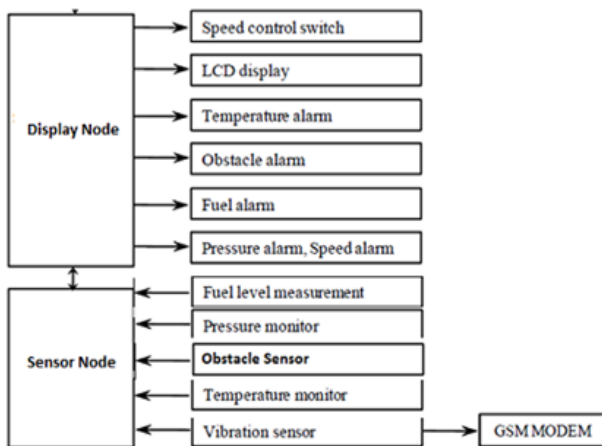 Speed control switch
LCD display
Temperature alarm
Display Node
Obstacle alarm
Fuel alarm
Pressure alarm, Speed alarm
Fuel level measurement
Pressure monitor
Obstacle Sensor
Sensor Node
Temperature monitor
Vibration sensor
GSM MODEM